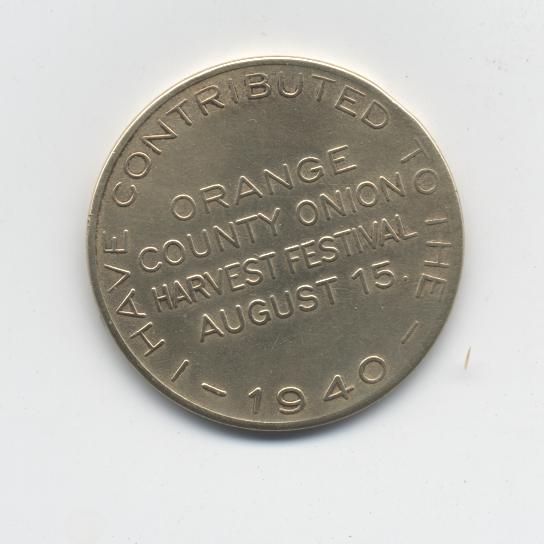 I HAVE CONTRIBUTED TO THE
ORANGE
COUNTY ONION
HARVEST FESTIVAL
AUGUST 15.
- 1940 -